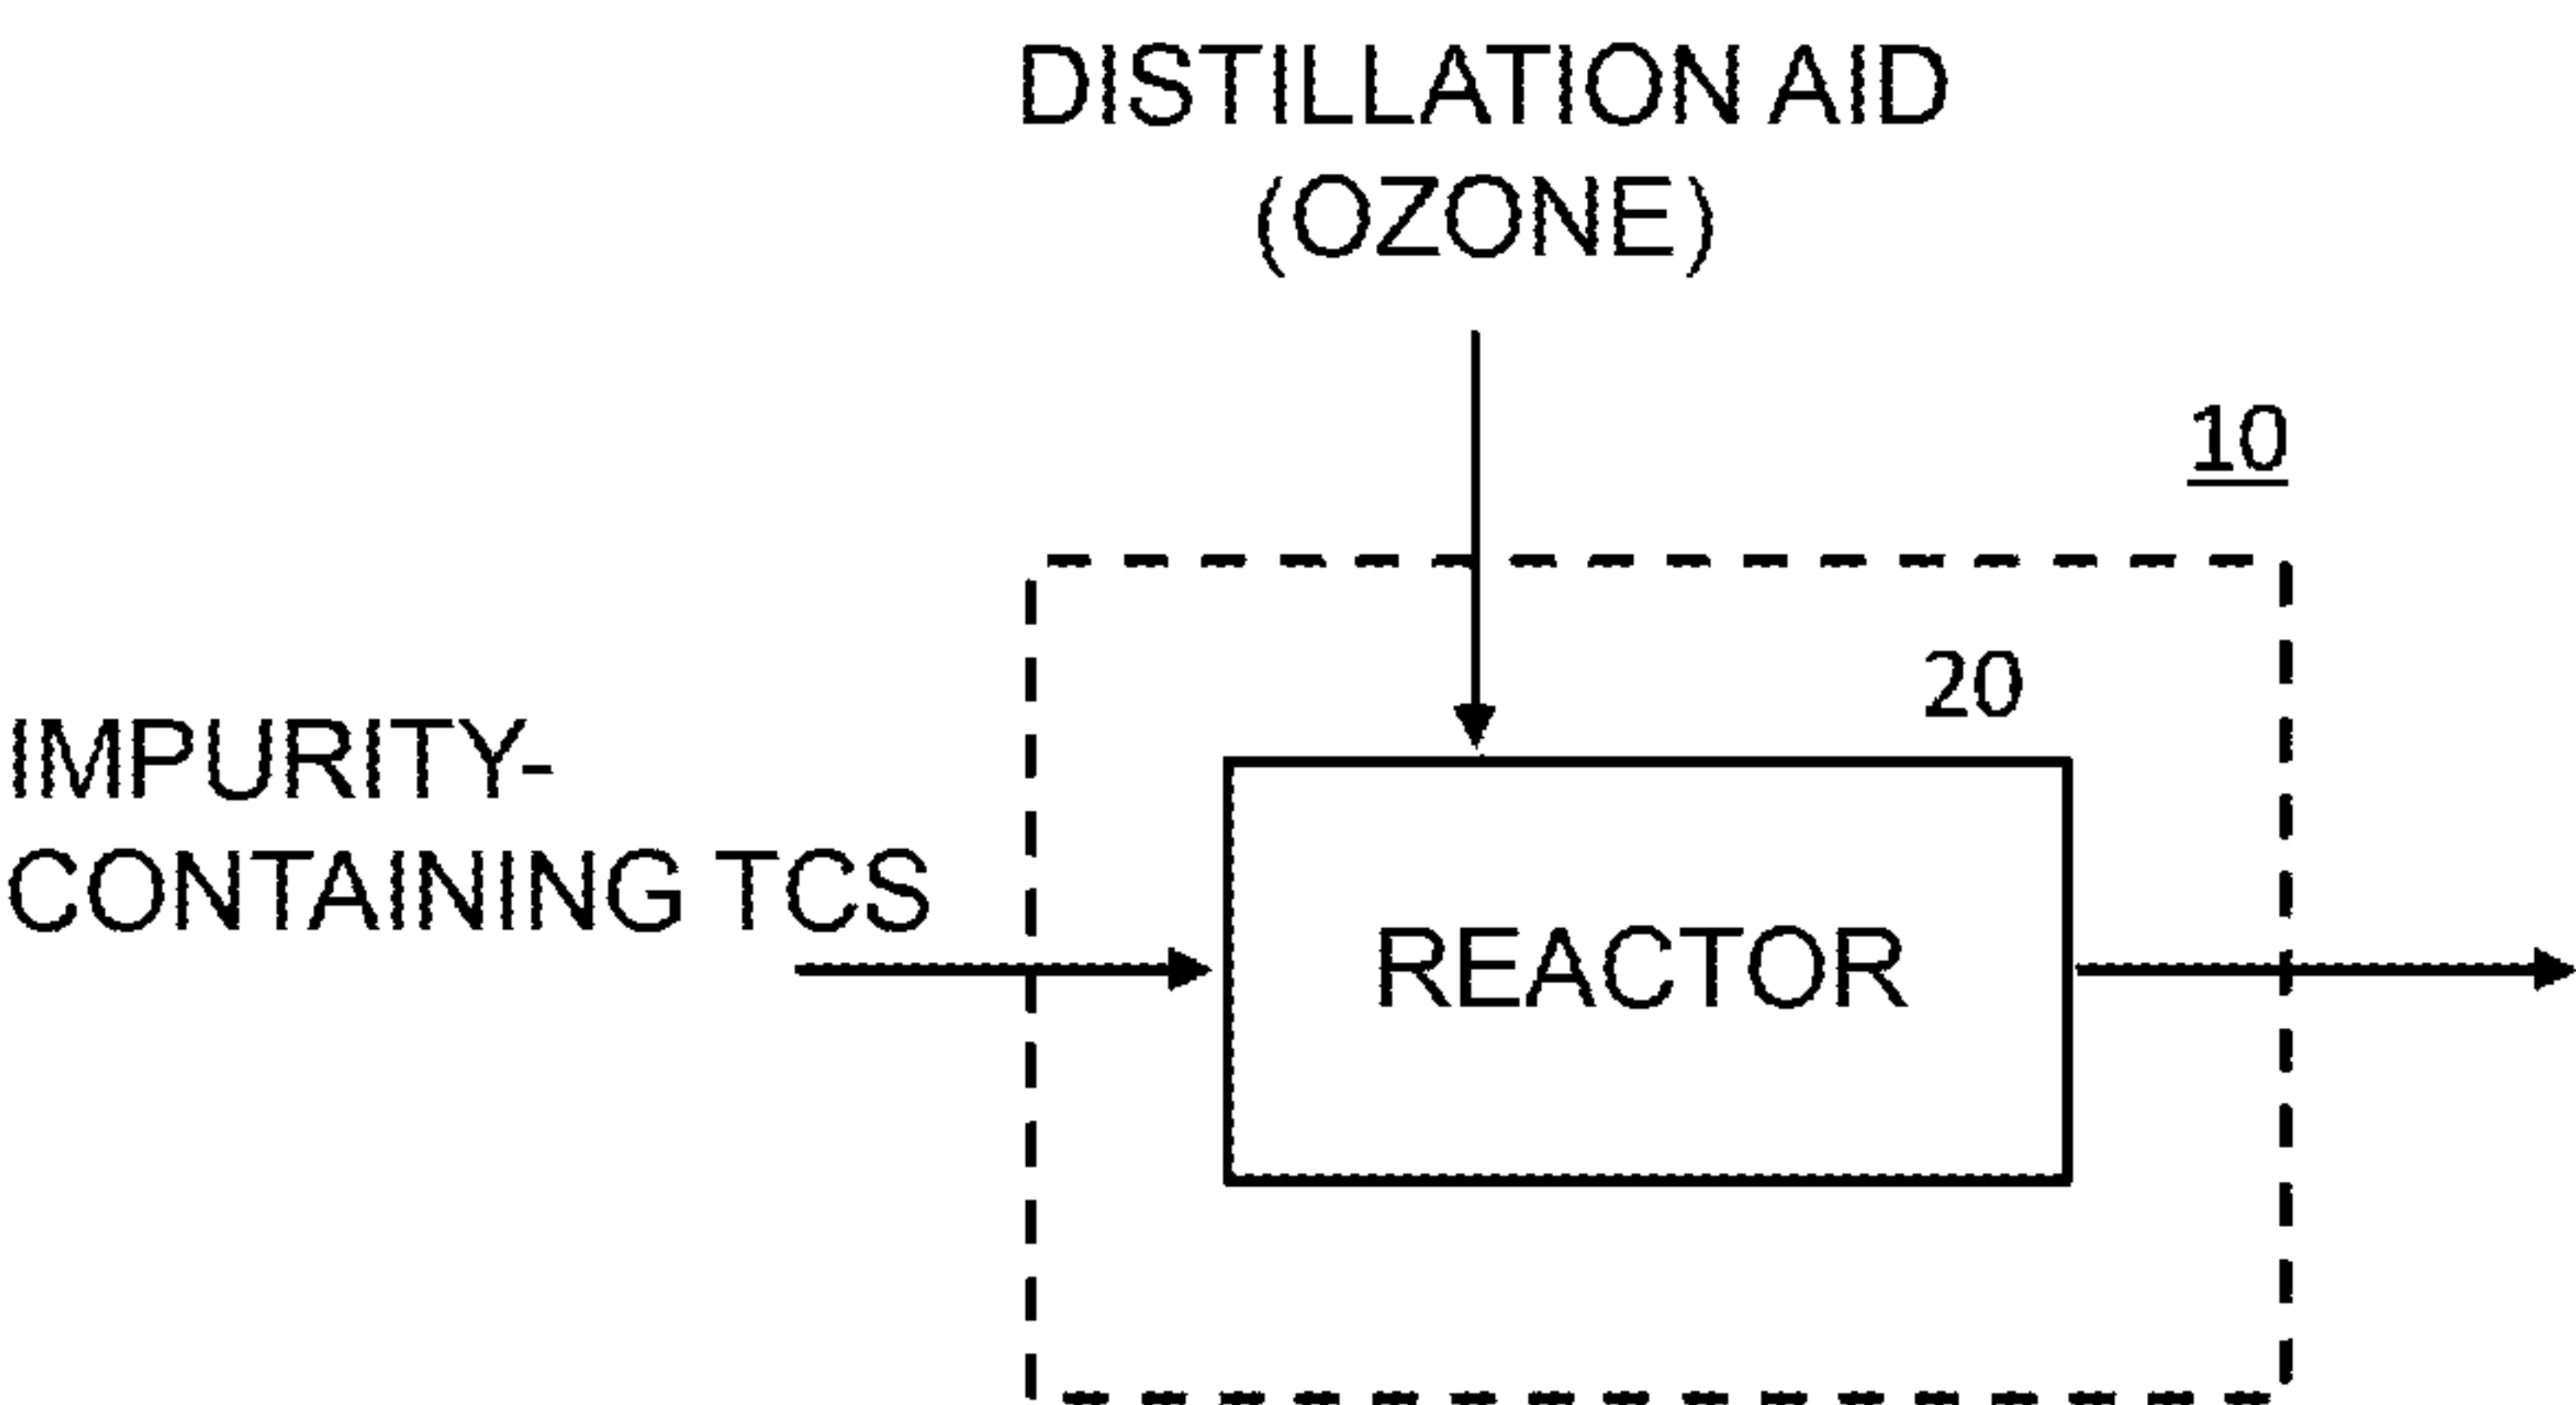 DISTILLATION AID
(OZONE)
10
20
IMPURITY-
CONTAINING TCS
REACTOR